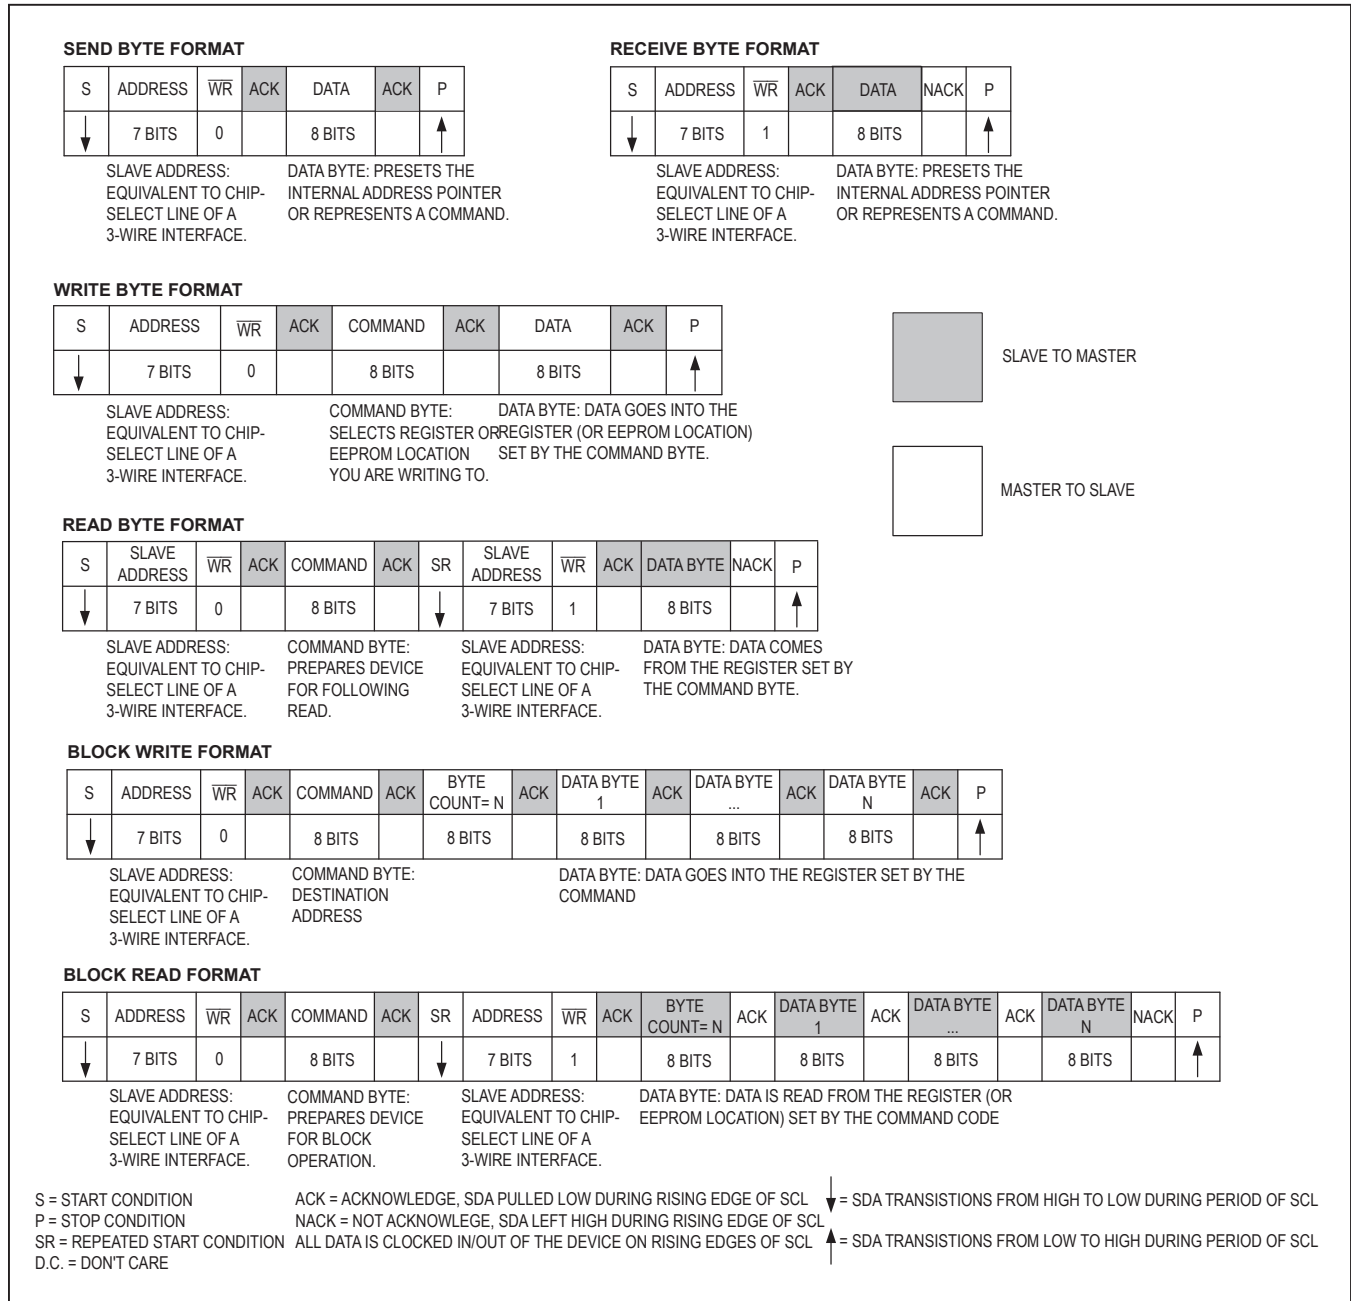 SEND BYTE FORMAT
S ADDRESS WR ACK DATA ACK P
7 BITS 0 8 BITS
SLAVE ADDRESS:
EQUIVALENT TO CHIP-
SELECT LINE OF A
3-WIRE INTERFACE.
DATA BYTE: PRESETS THE
INTERNAL ADDRESS POINTER
OR REPRESENTS A COMMAND.
RECEIVE BYTE FORMAT
S ADDRESS WR ACK DATA NACK P
7 BITS 1 8 BITS
SLAVE ADDRESS:
EQUIVALENT TO CHIP-
SELECT LINE OF A
3-WIRE INTERFACE.
DATA BYTE: PRESETS THE
INTERNAL ADDRESS POINTER
OR REPRESENTS A COMMAND.
WRITE BYTE FORMAT
S ADDRESS WR ACK COMMAND ACK DATA ACK P
7 BITS 0 8 BITS 8 BITS
SLAVE ADDRESS:
EQUIVALENT TO CHIP-
SELECT LINE OF A
3-WIRE INTERFACE.
COMMAND BYTE:
SELECTS REGISTER OR
EEPROM LOCATION
YOU ARE WRITING TO.
DATA BYTE: DATA GOES INTO THE
REGISTER (OR EEPROM LOCATION)
SET BY THE COMMAND BYTE.
SLAVE TO MASTER
MASTER TO SLAVE
READ BYTE FORMAT
S SLAVE ADDRESS WR ACK COMMAND ACK SR SLAVE ADDRESS WR ACK DATA BYTE NACK P
7 BITS 0 8 BITS 7 BITS 1 8 BITS
SLAVE ADDRESS:
EQUIVALENT TO CHIP-
SELECT LINE OF A
3-WIRE INTERFACE.
COMMAND BYTE:
PREPARES DEVICE
FOR FOLLOWING
READ.
SLAVE ADDRESS:
EQUIVALENT TO CHIP-
SELECT LINE OF A
3-WIRE INTERFACE.
DATA BYTE: DATA COMES
FROM THE REGISTER SET BY
THE COMMAND BYTE.
BLOCK WRITE FORMAT
S ADDRESS WR ACK COMMAND ACK BYTE COUNT= N ACK DATA BYTE 1 ACK DATA BYTE ... ACK DATA BYTE N ACK P
7 BITS 0 8 BITS 8 BITS 8 BITS 8 BITS 8 BITS
SLAVE ADDRESS:
EQUIVALENT TO CHIP-
SELECT LINE OF A
3-WIRE INTERFACE.
COMMAND BYTE:
DESTINATION
ADDRESS
DATA BYTE: DATA GOES INTO THE REGISTER SET BY THE
COMMAND
BLOCK READ FORMAT
S ADDRESS WR ACK COMMAND ACK SR ADDRESS WR ACK BYTE COUNT= N ACK DATA BYTE 1 ACK DATA BYTE ... ACK DATA BYTE N NACK P
7 BITS 0 8 BITS 7 BITS 1 8 BITS 8 BITS 8 BITS 8 BITS
SLAVE ADDRESS:
EQUIVALENT TO CHIP-
SELECT LINE OF A
3-WIRE INTERFACE.
COMMAND BYTE:
PREPARES DEVICE
FOR BLOCK
OPERATION.
SLAVE ADDRESS:
EQUIVALENT TO CHIP-
SELECT LINE OF A
3-WIRE INTERFACE.
DATA BYTE: DATA IS READ FROM THE REGISTER (OR
EEPROM LOCATION) SET BY THE COMMAND CODE
S = START CONDITION
P = STOP CONDITION
SR = REPEATED START CONDITION
D.C. = DON'T CARE
ACK = ACKNOWLEDGE, SDA PULLED LOW DURING RISING EDGE OF SCL
NACK = NOT ACKNOWLEGE, SDA LEFT HIGH DURING RISING EDGE OF SCL
ALL DATA IS CLOCKED IN/OUT OF THE DEVICE ON RISING EDGES OF SCL
= SDA TRANSISTIONS FROM HIGH TO LOW DURING PERIOD OF SCL
= SDA TRANSISTIONS FROM LOW TO HIGH DURING PERIOD OF SCL